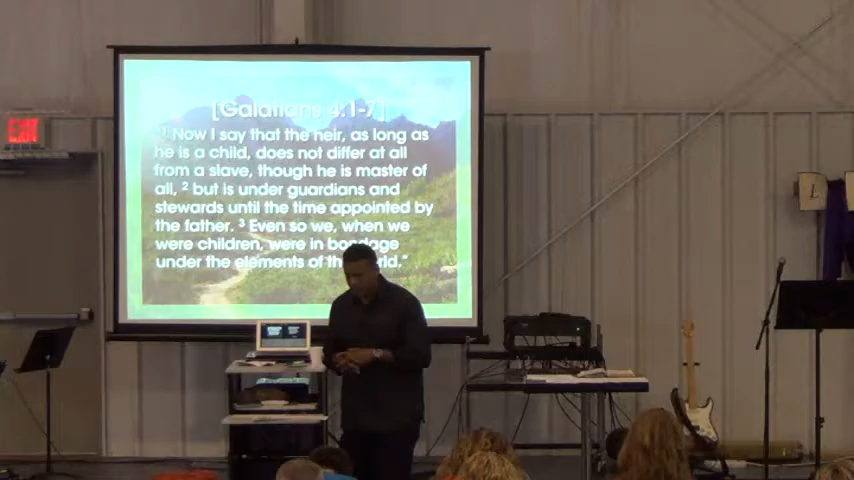 [Galatians 4:1-7]
1 Now I say that the heir, as long as
he is a child, does not differ at all
from a slave, though he is master of
all, 2 but is under guardians and
stewards until the time appointed by
the father. 3 Even so we, when we
were children, were in bondage
under the elements of the world."
EXIT
L